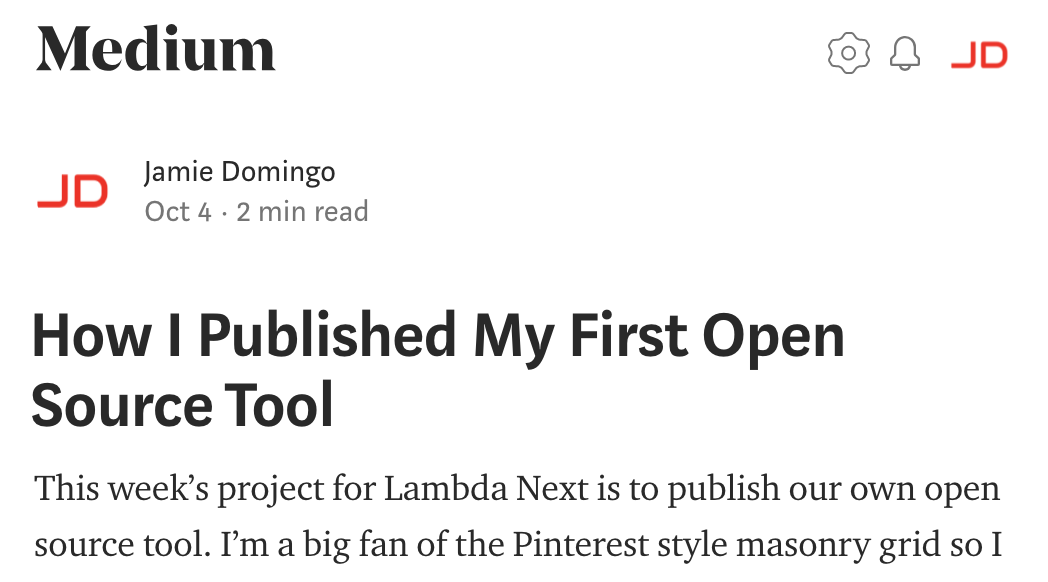 Medium
JD
JD
Jamie Domingo
Oct 4 · 2 min read
How I Published My First Open
Source Tool
This week’s project for Lambda Next is to publish our own open
source tool. I’m a big fan of the Pinterest style masonry grid so I